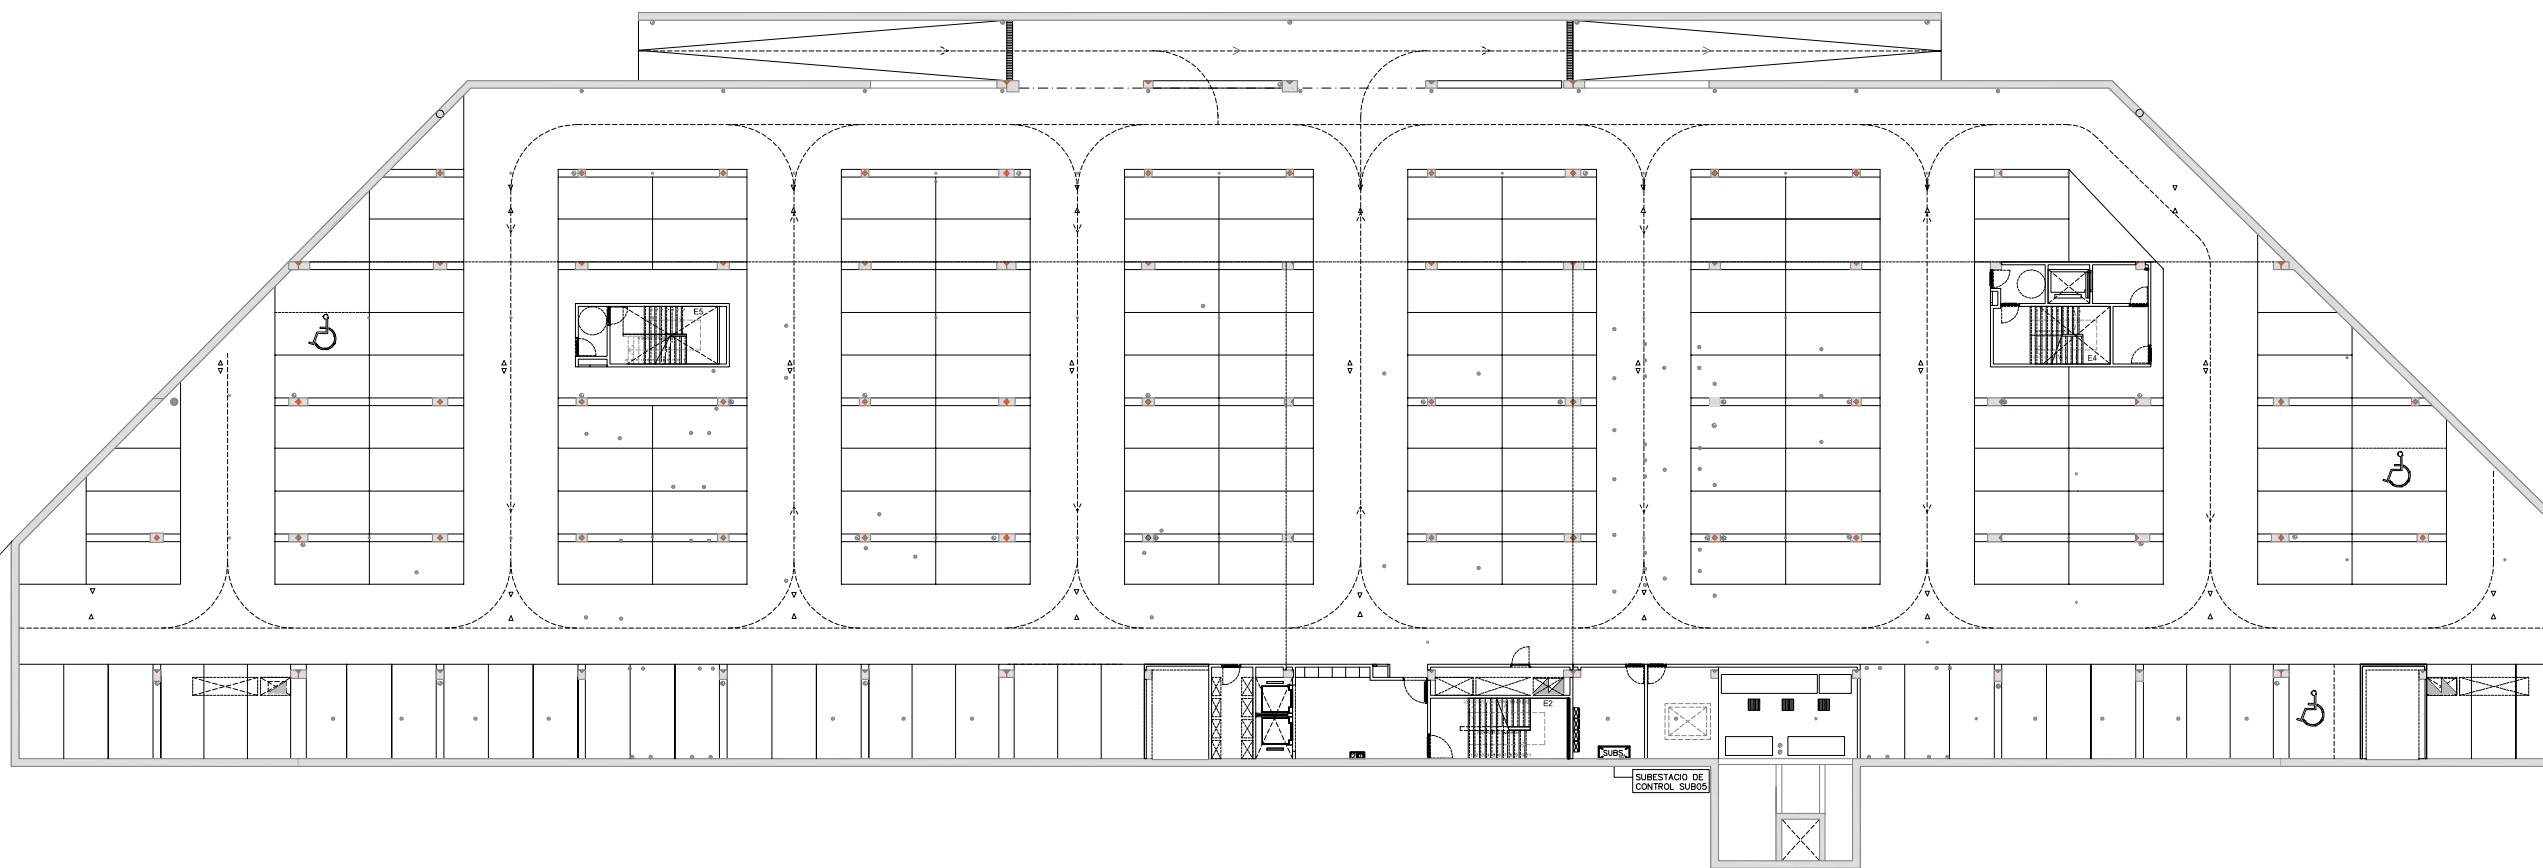 E5
E4
E2
SUBS
SUBESTACIO DE
CONTROL SUB05